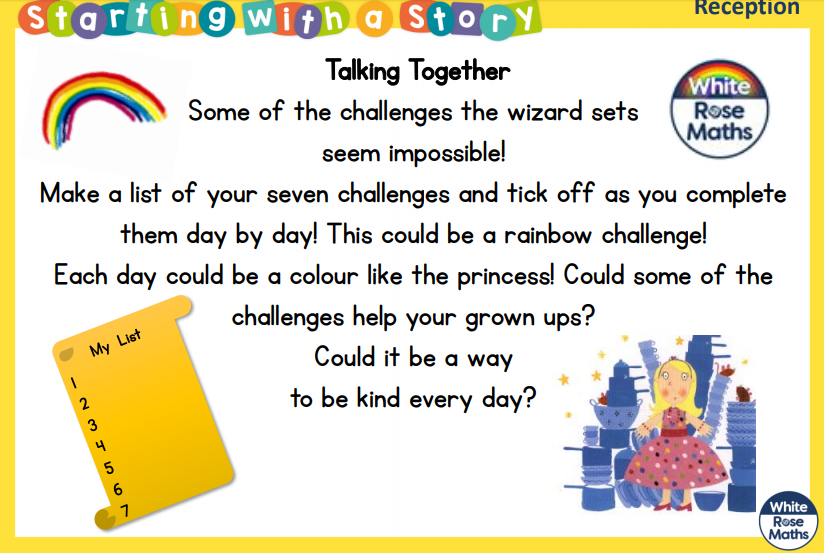 Starting with a Story
Reception
Talking Together
White
Rose
Maths
Some of the challenges the wizard sets
seem impossible!
Make a list of your seven challenges and tick off as you complete
them day by day! This could be a rainbow challenge!
Each day could be a colour like the princess! Could some of the
challenges help your grown ups?
Could it be a way
to be kind every day?
My List
1
2
3
4
5
6
7
White
Rose
Maths